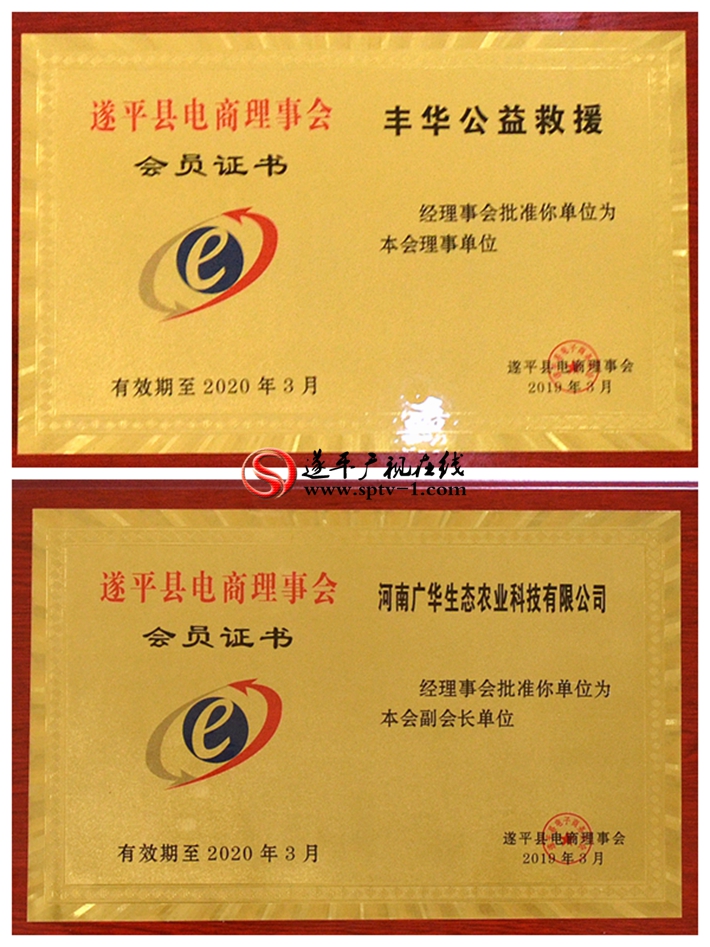 遂平县电商理事会
会员证书
e
有效期至2020年3月
丰华公益救援
经理事会批准你单位为
本会理事单位
遂平县电商理事会
2019年3月
S 遂平广视在线
www.sptv-1.com
遂平县电商理事会
会员证书
e
有效期至2020年3月
河南广华生态农业科技有限公司
经理事会批准你单位为
本会副会长单位
遂平县电商理事会
2019年3月